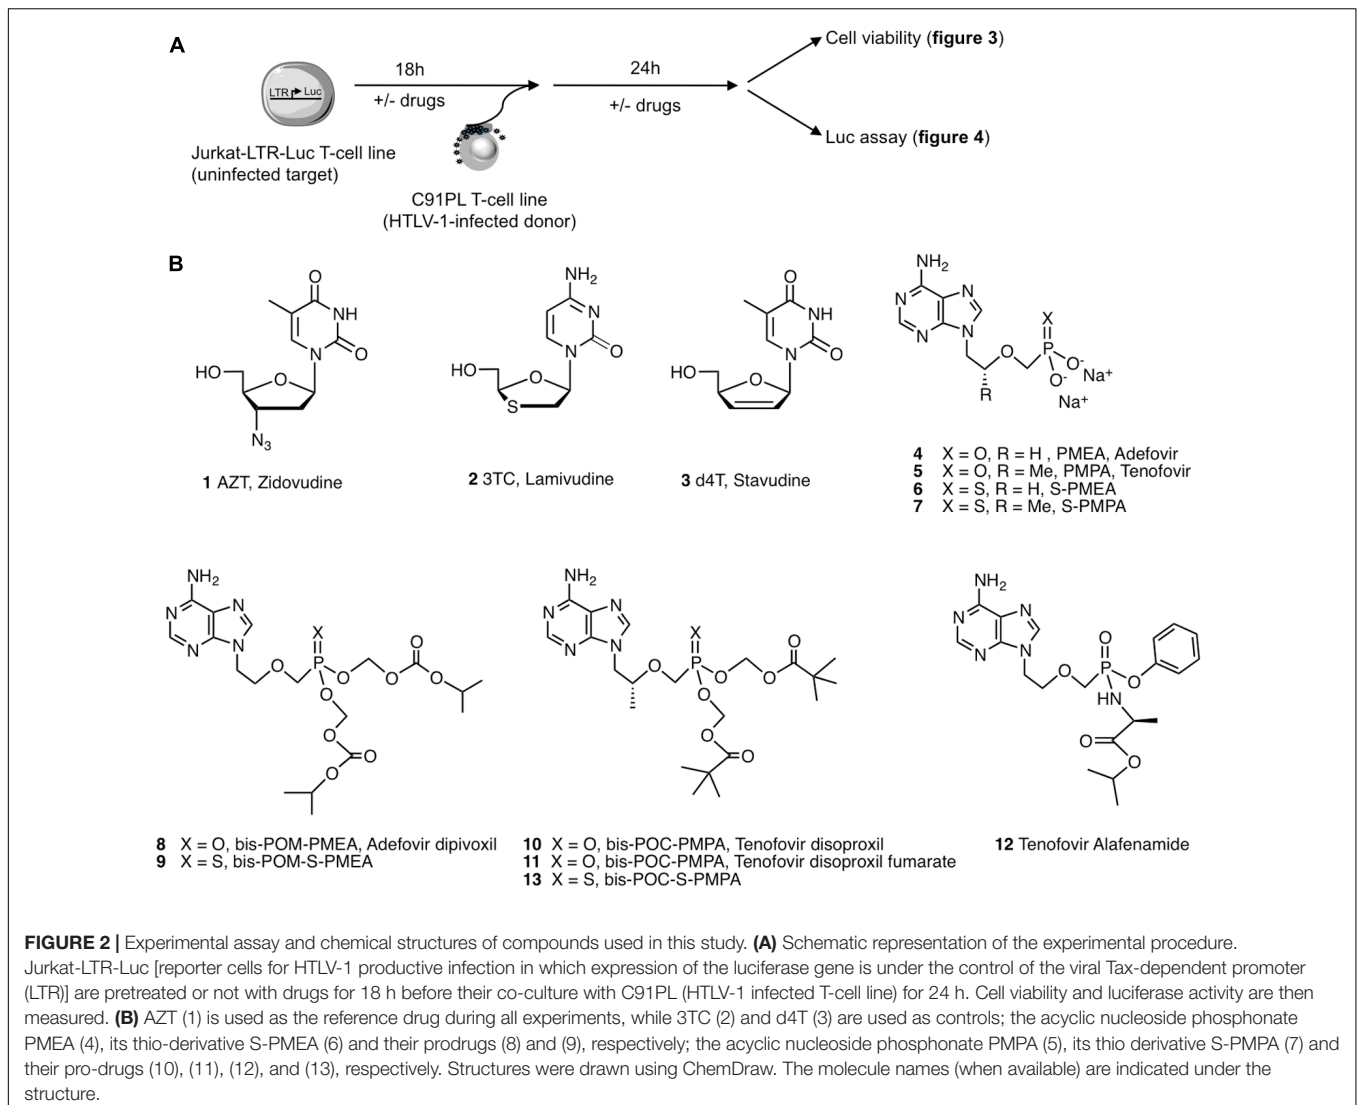 A
LTR Luc
18h
+/- drugs
24h
+/- drugs
Cell viability (figure 3)
Luc assay (figure 4)
Jurkat-LTR-Luc T-cell line
(uninfected target)
C91PL T-cell line
(HTLV-1-infected donor)
B
O
NH
N
O
HO
O
N3
1 AZT, Zidovudine
NH2
N
N
O
HO
O
S
2 3TC, Lamivudine
O
NH
N
O
HO
O
3 d4T, Stavudine
NH2
N
N
N
N
O
X
P
O-
O-
Na+
Na+
R
4 X = O, R = H , PMEA, Adefovir
5 X = O, R = Me, PMPA, Tenofovir
6 X = S, R = H, S-PMEA
7 X = S, R = Me, S-PMPA
NH2
N
N
N
N
O
X
P
O
O
O
O
O
O
O
O
8 X = O, bis-POM-PMEA, Adefovir dipivoxil
9 X = S, bis-POM-S-PMEA
NH2
N
N
N
N
O
X
P
O
O
O
O
O
O
10 X = O, bis-POC-PMPA, Tenofovir disoproxil
11 X = O, bis-POC-PMPA, Tenofovir disoproxil fumarate
13 X = S, bis-POC-S-PMPA
NH2
N
N
N
N
O
O
P
O
HN
O
O
12 Tenofovir Alafenamide
FIGURE 2 | Experimental assay and chemical structures of compounds used in this study. (A) Schematic representation of the experimental procedure.
Jurkat-LTR-Luc [reporter cells for HTLV-1 productive infection in which expression of the luciferase gene is under the control of the viral Tax-dependent promoter
(LTR)] are pretreated or not with drugs for 18 h before their co-culture with C91PL (HTLV-1 infected T-cell line) for 24 h. Cell viability and luciferase activity are then
measured. (B) AZT (1) is used as the reference drug during all experiments, while 3TC (2) and d4T (3) are used as controls; the acyclic nucleoside phosphonate
PMEA (4), its thio-derivative S-PMEA (6) and their prodrugs (8) and (9), respectively; the acyclic nucleoside phosphonate PMPA (5), its thio derivative S-PMPA (7) and
their pro-drugs (10), (11), (12), and (13), respectively. Structures were drawn using ChemDraw. The molecule names (when available) are indicated under the
structure.